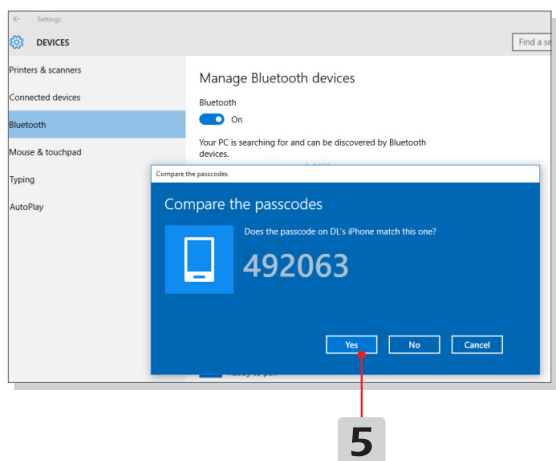 Settings
DEVICES
Find a se
Printers & scanners
Connected devices
Bluetooth
Mouse & touchpad
Typing
AutoPlay
Manage Bluetooth devices
Bluetooth
On
Your PC is searching for and can be discovered by Bluetooth
devices.
Compare the passcodes
Compare the passcodes
Does the passcode on DL's iPhone match this one?
492063
Yes No Cancel
5